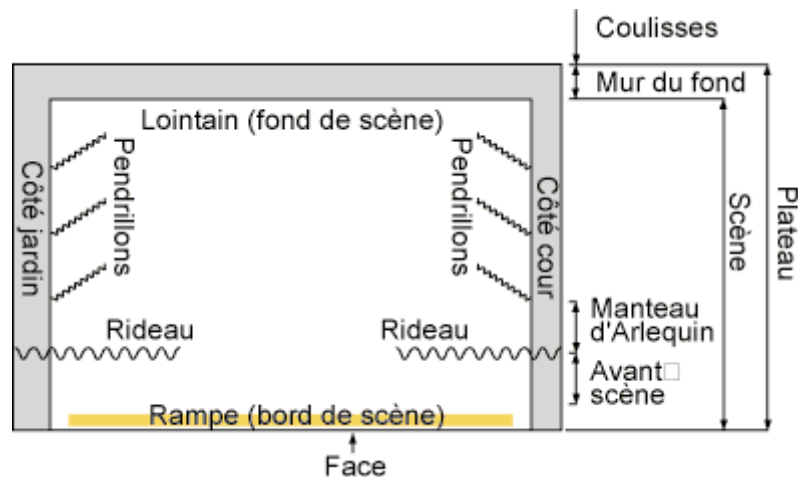 Coulisses
Mur du fond
Lointain (fond de scène)
Côté jardin
Pendrillons
Pendrillons
Côté cour
Scène
Plateau
Rideau
Rideau
Manteau
d'Arlequin
Avant□
scène
Rampe (bord de scène)
Face